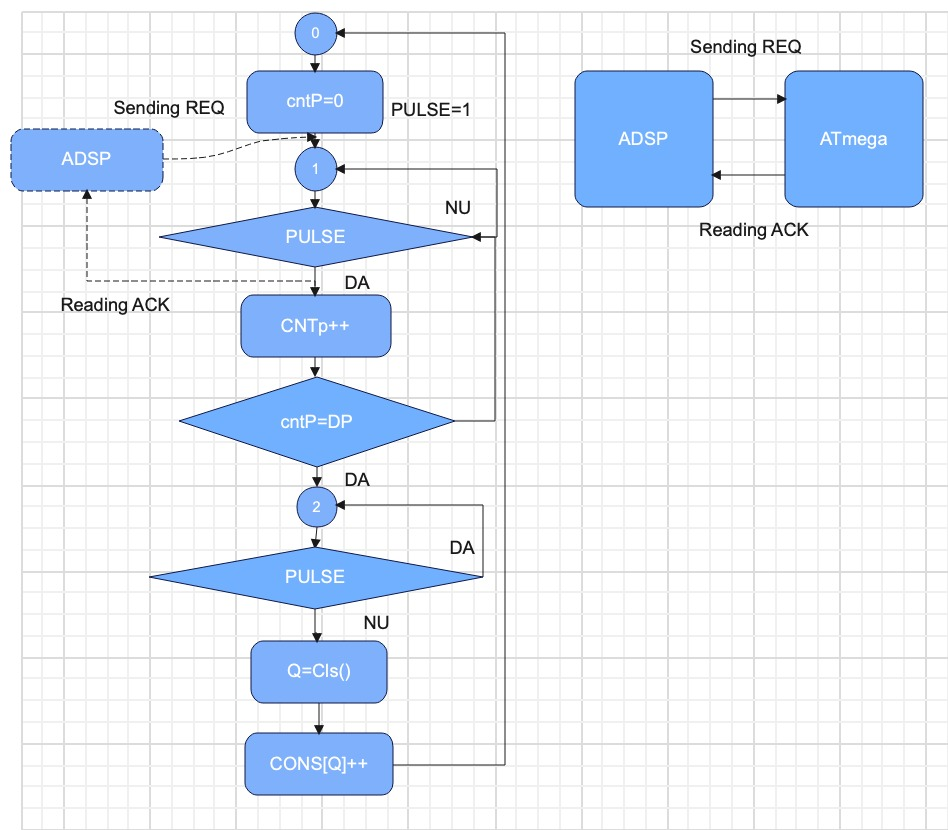 0
cntP=0
PULSE=1
Sending REQ
ADSP
1
NU
PULSE
DA
Reading ACK
CNTp++
cntP=DP
DA
2
DA
PULSE
NU
Q=Cls()
CONS[Q]++
Sending REQ
ADSP
ATmega
Reading ACK